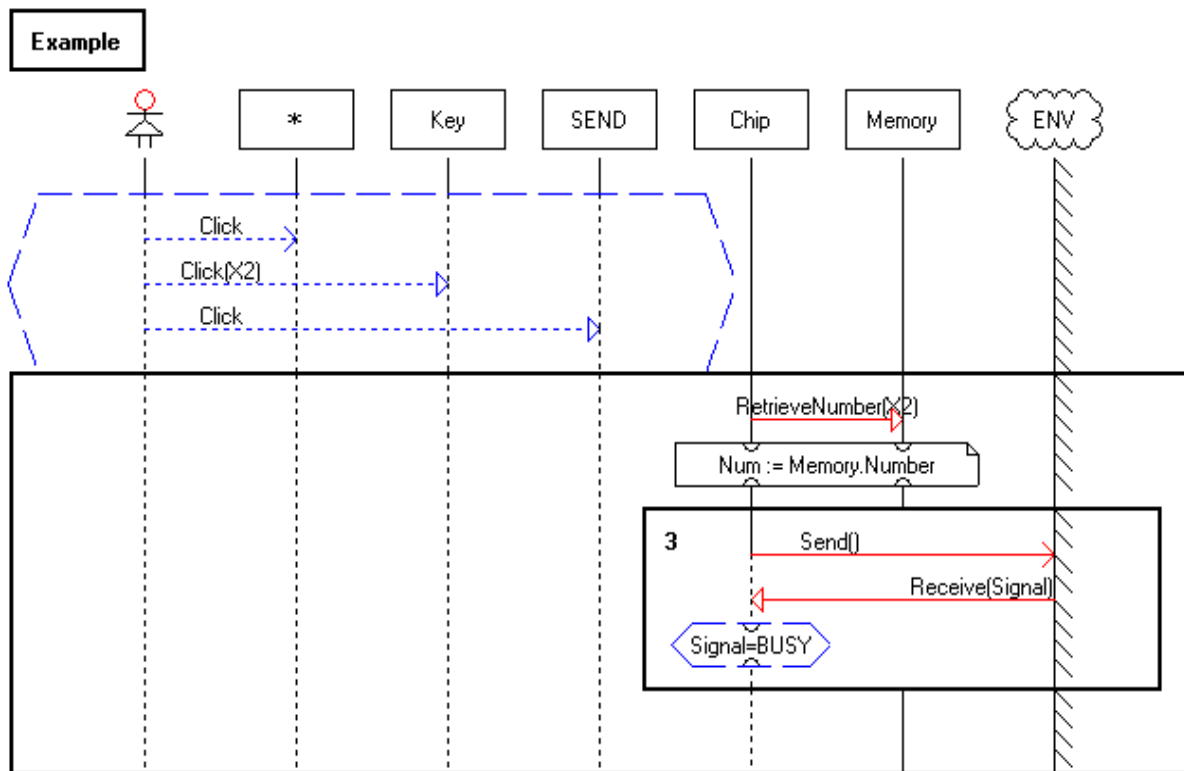 Example
*
Key
SEND
Chip
Memory
ENV
Click
Click(X2)
Click
RetrieveNumber(X2)
Num := Memory.Number
3
Send()
Receive(Signal)
Signal=BUSY